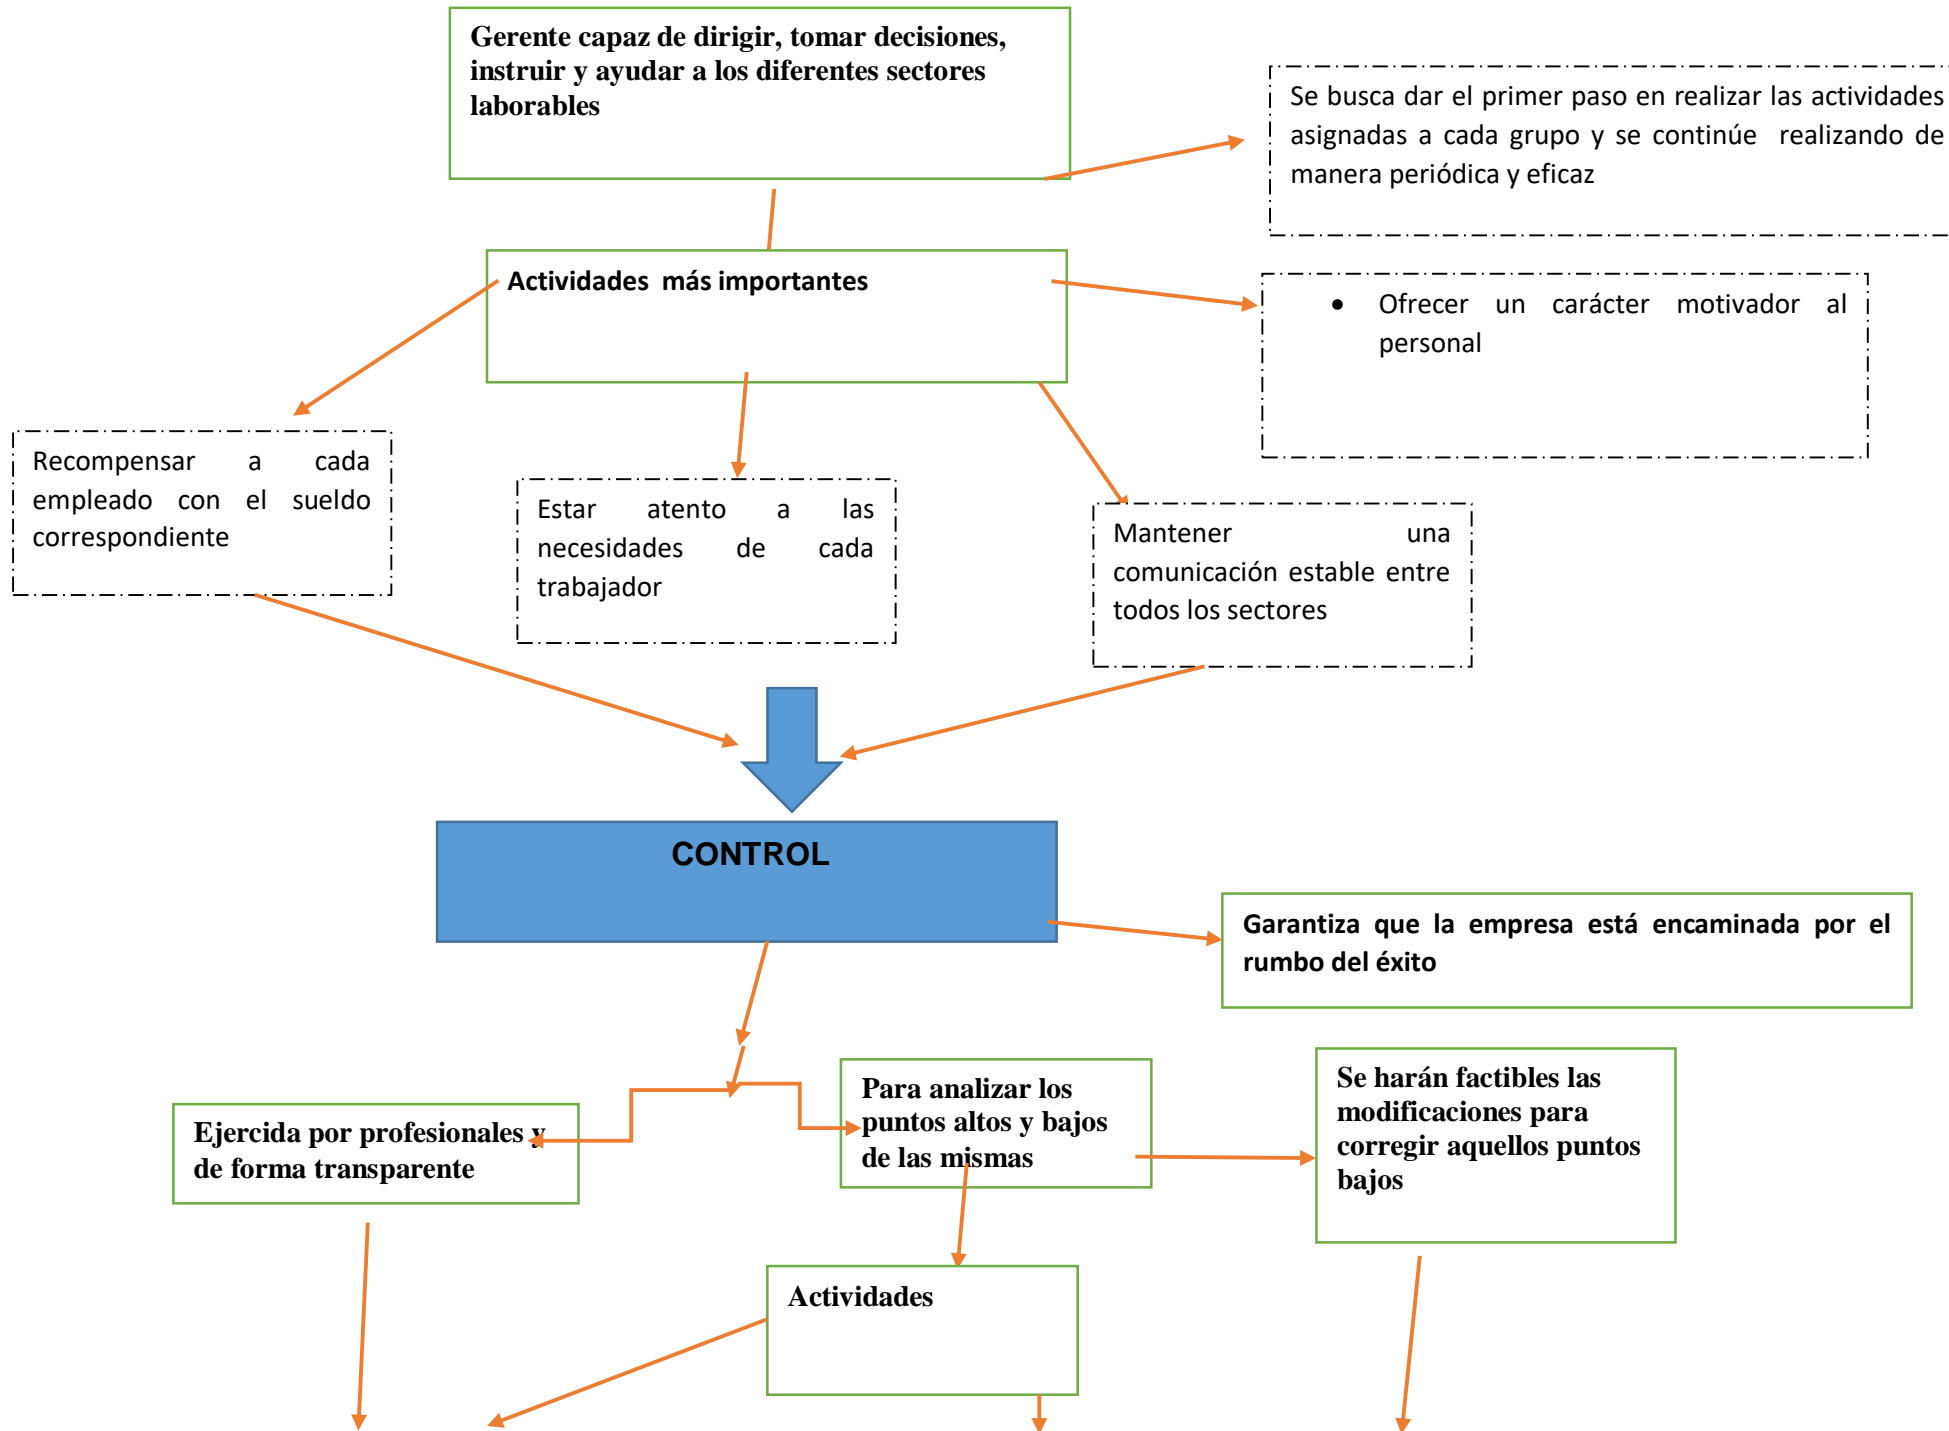 Gerente capaz de dirigir, tomar decisiones,
instruir y ayudar a los diferentes sectores
laborables
Se busca dar el primer paso en realizar las actividades
asignadas a cada grupo y se continúe realizando de
manera periódica y eficaz
Actividades más importantes
• Ofrecer un carácter motivador al
personal
Recompensar a cada
empleado con el sueldo
correspondiente
Estar atento a las
necesidades de cada
trabajador
Mantener una
comunicación estable entre
todos los sectores
CONTROL
Garantiza que la empresa está encaminada por el
rumbo del éxito
Ejercida por profesionales y
de forma transparente
Para analizar los
puntos altos y bajos
de las mismas
Se harán factibles las
modificaciones para
corregir aquellos puntos
bajos
Actividades